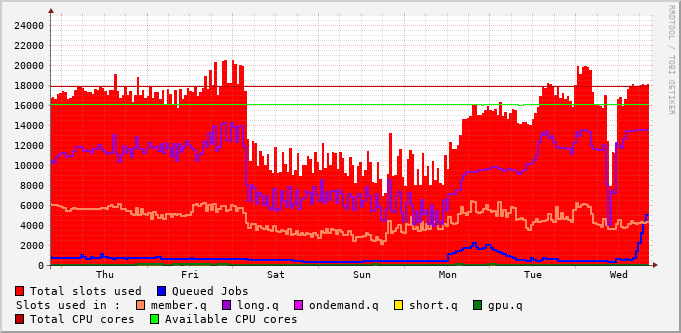 RRDTOOL / TOBI OETIKER
24000
22000
20000
18000
16000
14000
12000
10000
8000
6000
4000
2000
0
Thu Fri Sat Sun Mon Tue Wed
Total slots used Queued Jobs
Slots used in : member.q long.q ondemand.q short.q gpu.q
Total CPU cores Available CPU cores